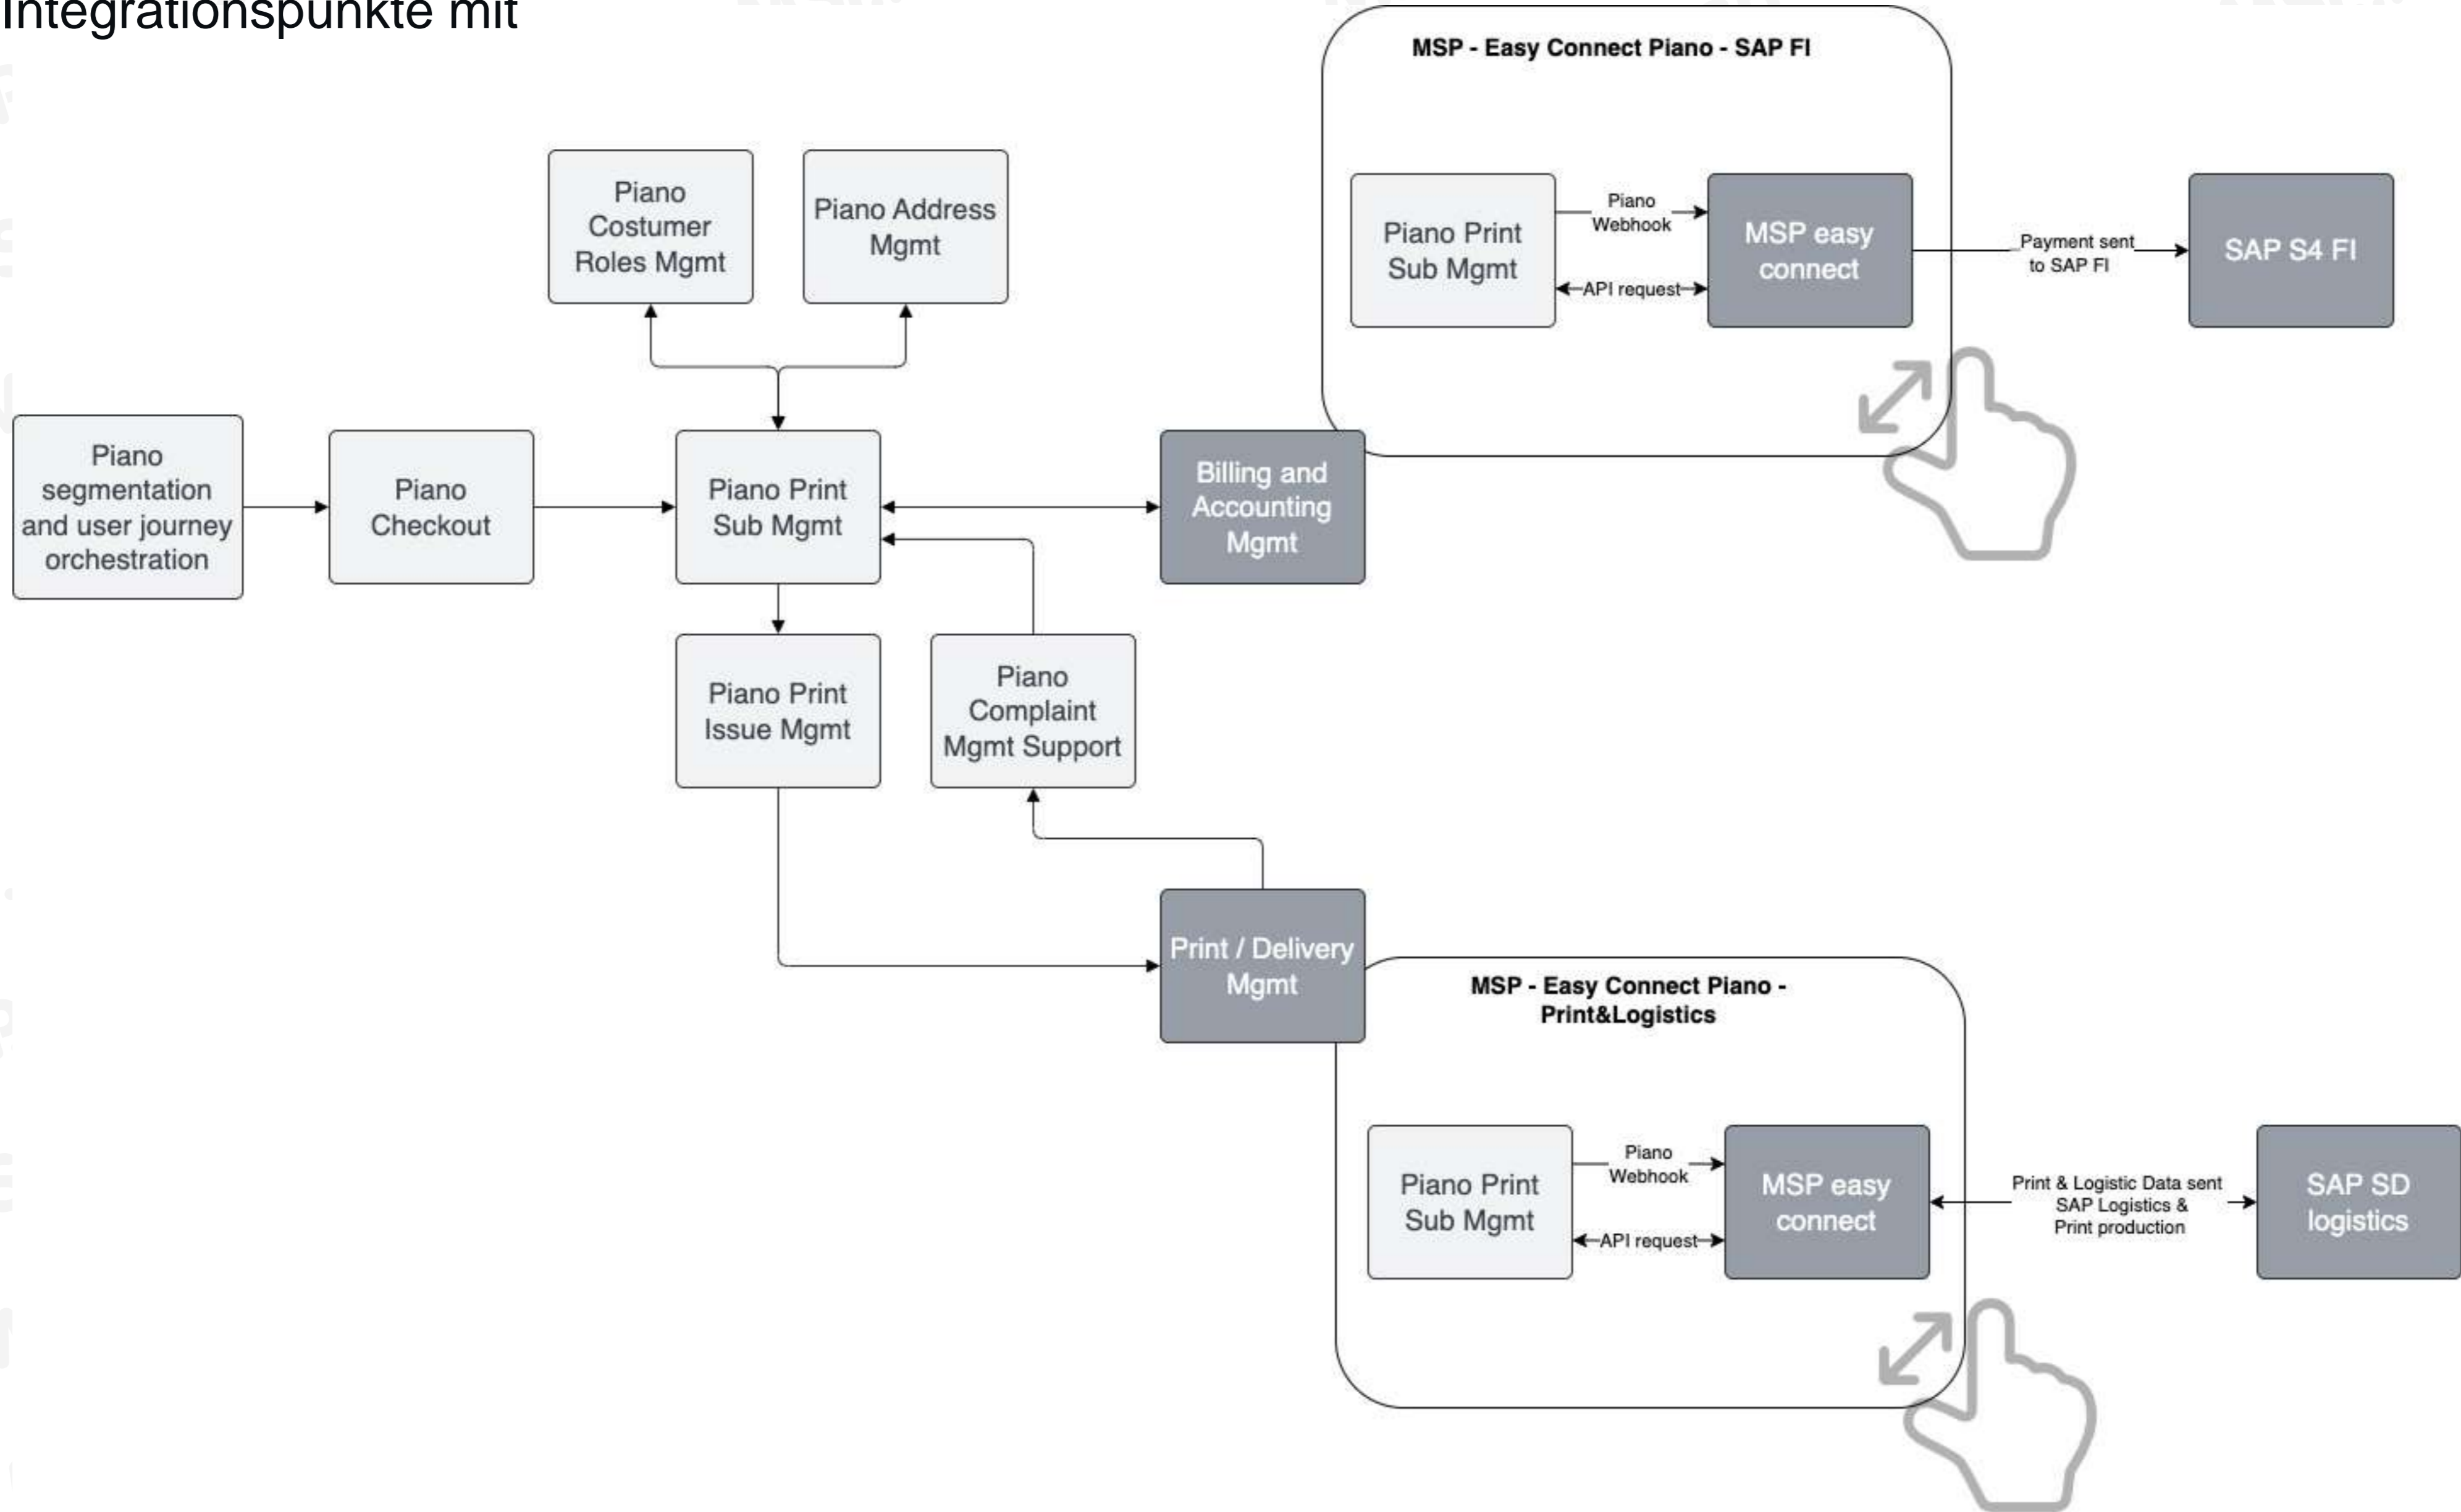 Integrationspunkte mit
MSP - Easy Connect Piano - SAP FI
Piano
Costumer
Roles Mgmt
Piano Address
Mgmt
Piano Print
Sub Mgmt
Piano
Webhook
API request
MSP easy
connect
Payment sent
to SAP FI
SAP S4 FI
Piano
segmentation
and user journey
orchestration
Piano
Checkout
Piano Print
Sub Mgmt
Billing and
Accounting
Mgmt
Piano Print
Issue Mgmt
Piano
Complaint
Mgmt Support
Print / Delivery
Mgmt
MSP - Easy Connect Piano -
Print&Logistics
Piano Print
Sub Mgmt
Piano
Webhook
API request
MSP easy
connect
Print & Logistic Data sent
SAP Logistics &
Print production
SAP SD
logistics